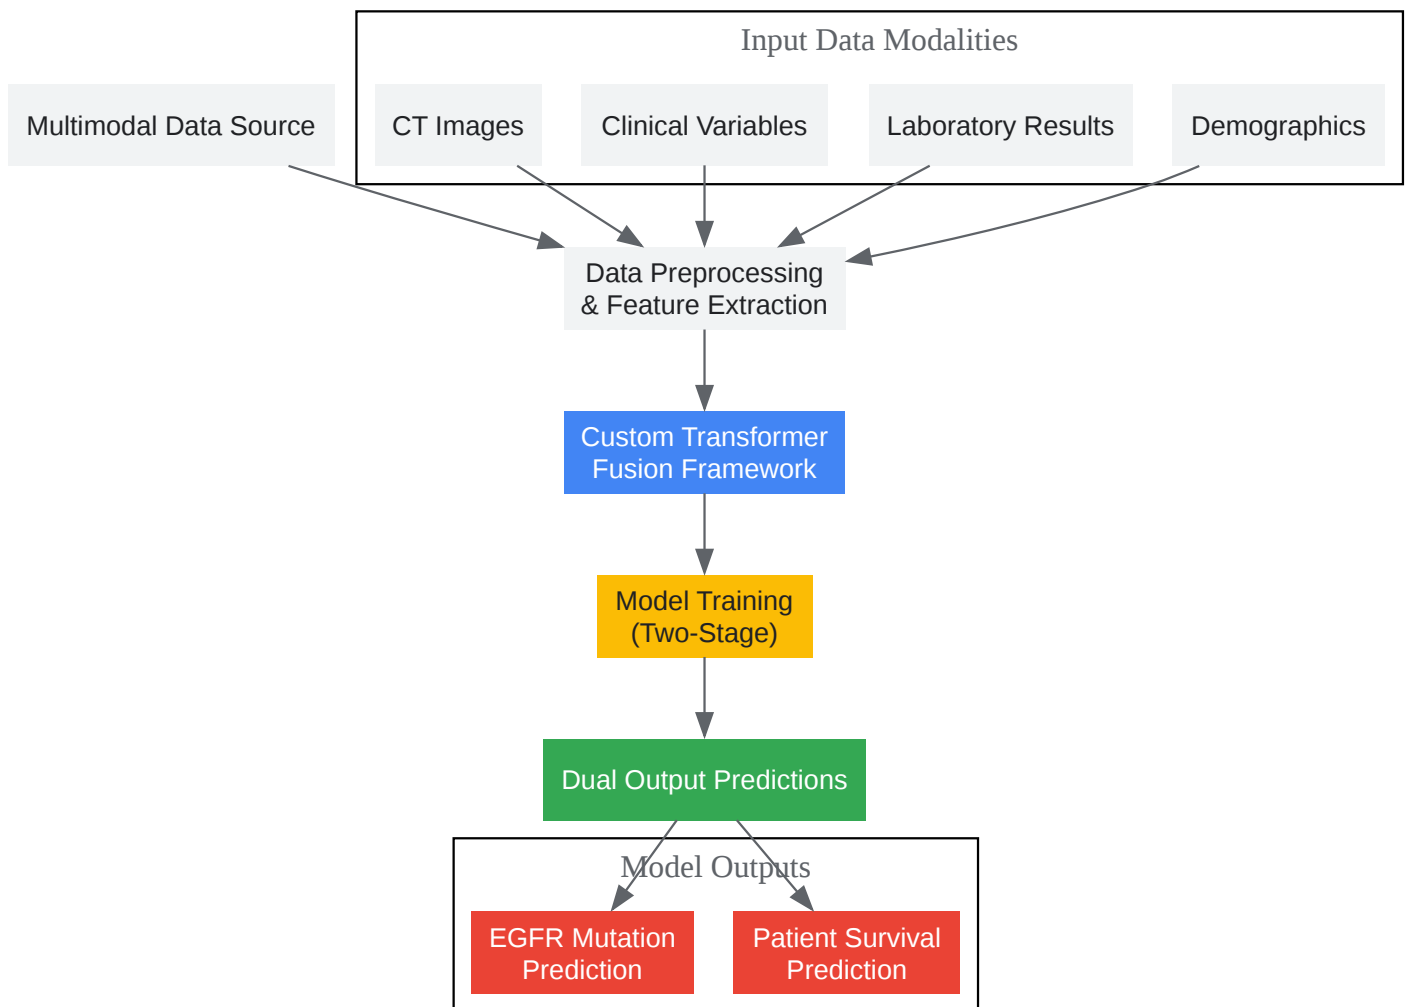 Input Data Modalities
Multimodal Data Source
CT Images
Clinical Variables
Laboratory Results
Demographics
Data Preprocessing
& Feature Extraction
Custom Transformer
Fusion Framework
Model Training
(Two-Stage)
Dual Output Predictions
Model Outputs
EGFR Mutation
Prediction
Patient Survival
Prediction